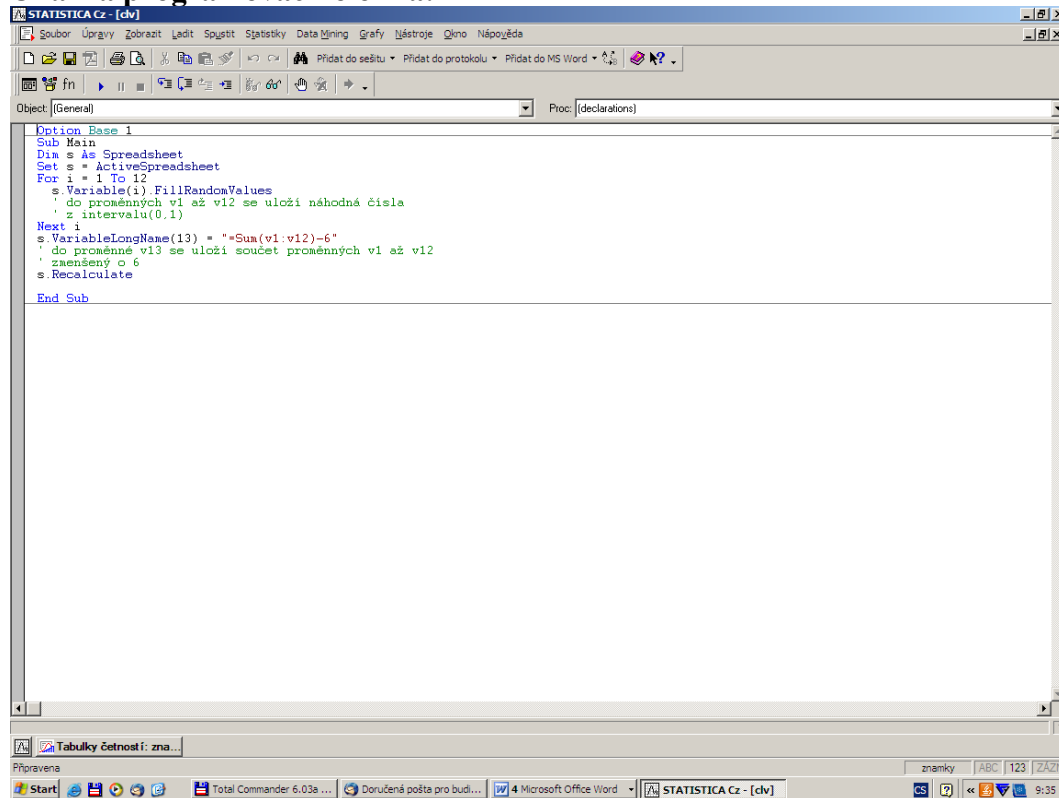 STATISTICA Cz - [clv]
Soubor Úpravy Zobrazit Ladit Spustit Statistiky Data Mining Grafy Nástroje Okno Nápověda
Přidat do sešitu Přidat do protokolu Přidat do MS Word
fn
Object: (General) Proc: (declarations)
Option Base 1
Sub Main
Dim s As Spreadsheet
Set s = ActiveSpreadsheet
For i = 1 To 12
s.Variable(i).FillRandomValues
' do proměnných v1 až v12 se uloží náhodná čísla
' z intervalu(0,1)
Next i
s.VariableLongName(13) = "=Sum(v1:v12)-6"
' do proměnné v13 se uloží součet proměnných v1 až v12
' zmenšený o 6
s.Recalculate
End Sub
Tabulky četností: zna...
Připravena znamky ABC 123
Start Total Commander 6.03a ... Doručená pošta pro budi... 4 Microsoft Office Word STATISTICA Cz - [clv] CS 9:35